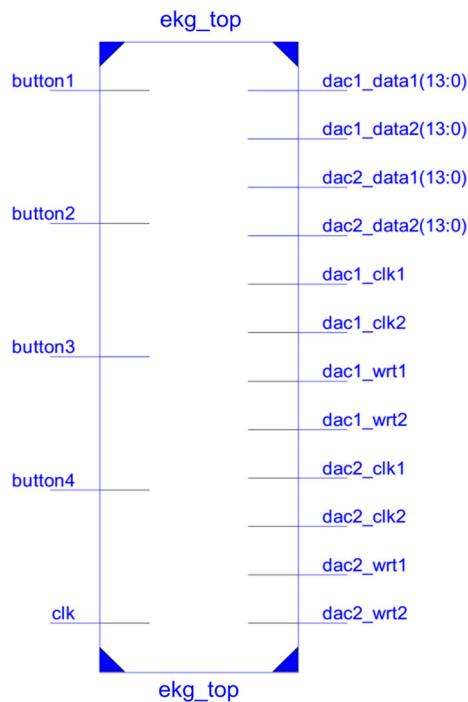 ekg_top
button1
button2
button3
button4
clk
dac1_data1(13:0)
dac1_data2(13:0)
dac2_data1(13:0)
dac2_data2(13:0)
dac1_clk1
dac1_clk2
dac1_wrt1
dac1_wrt2
dac2_clk1
dac2_clk2
dac2_wrt1
dac2_wrt2
ekg_top